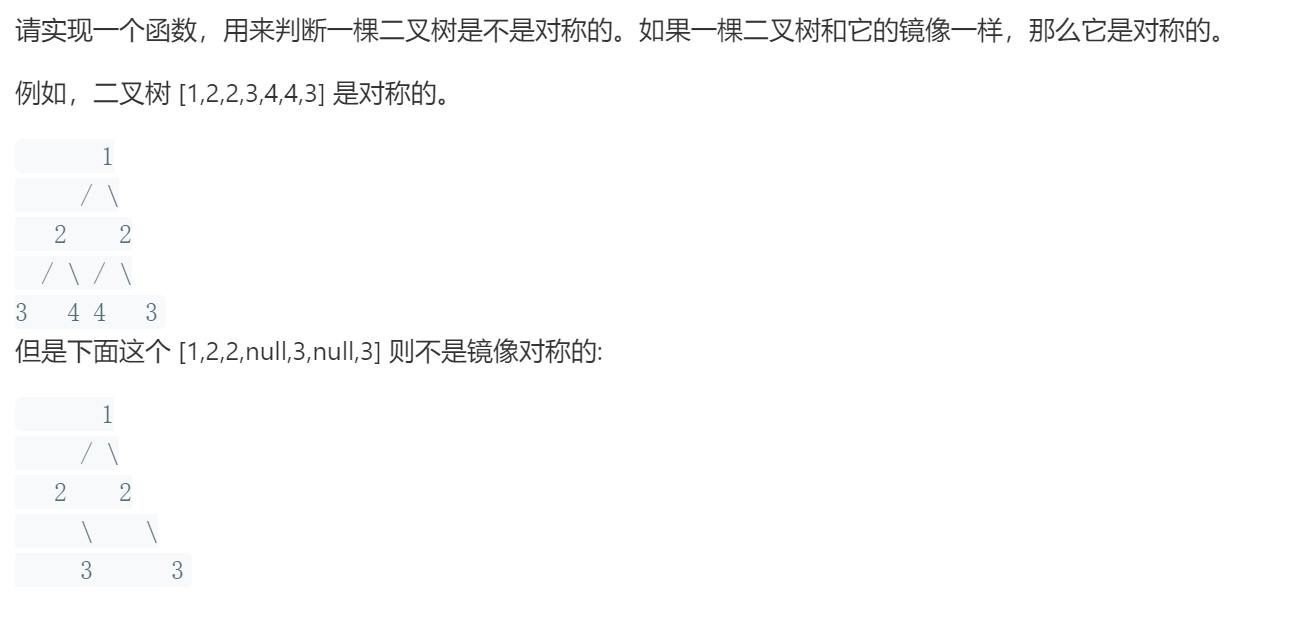 请实现一个函数，用来判断一棵二叉树是不是对称的。如果一棵二叉树和它的镜像一样，那么它是对称的。
例如，二叉树 [1,2,2,3,4,4,3] 是对称的。
       1
     / \
   2    2
  / \ / \
3   4 4   3
但是下面这个 [1,2,2,null,3,null,3] 则不是镜像对称的:
       1
     / \
   2    2
     \    \
     3      3